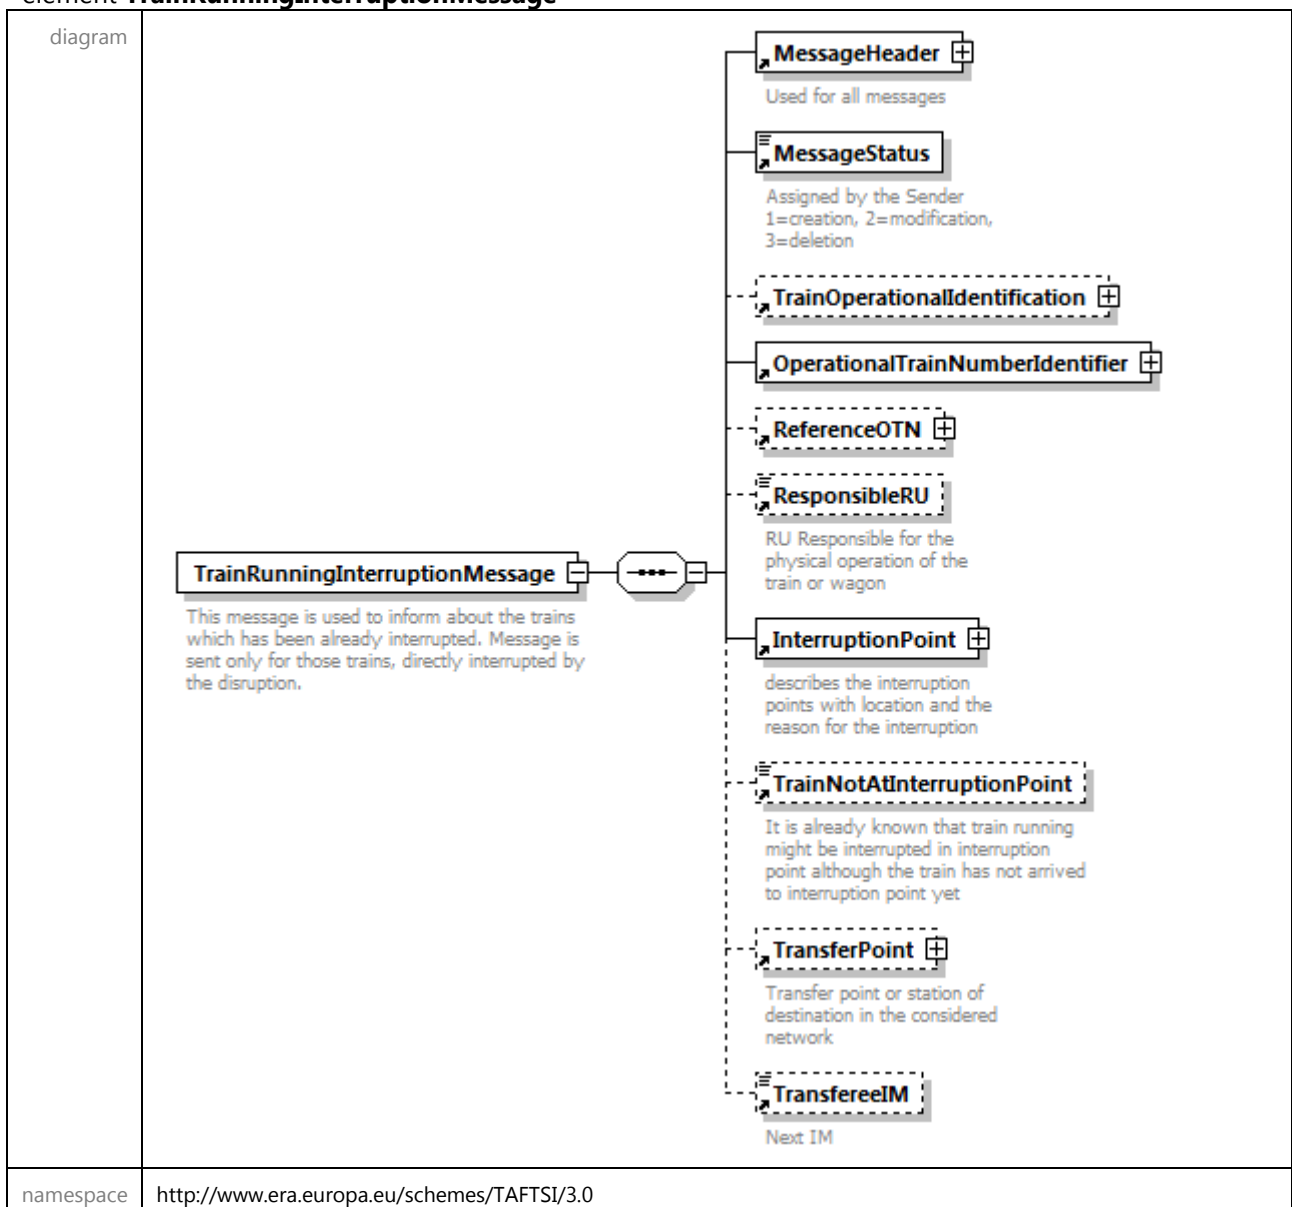 element TrainRunningInterruptionMessage
diagram
MessageHeader
Used for all messages
MessageStatus
Assigned by the Sender
1=creation, 2=modification,
3=deletion
TrainOperationalIdentification
OperationalTrainNumberIdentifier
ReferenceOTN
ResponsibleRU
RU Responsible for the
physical operation of the
train or wagon
TrainRunningInterruptionMessage
This message is used to inform about the trains
which has been already interrupted. Message is
sent only for those trains, directly interrupted by
the disruption.
InterruptionPoint
describes the interruption
points with location and the
reason for the interruption
TrainNotAtInterruptionPoint
It is already known that train running
might be interrupted in interruption
point although the train has not arrived
to interruption point yet
TransferPoint
Transfer point or station of
destination in the considered
network
TransfereeIM
Next IM
namespace
http://www.era.europa.eu/schemes/TAFTSI/3.0